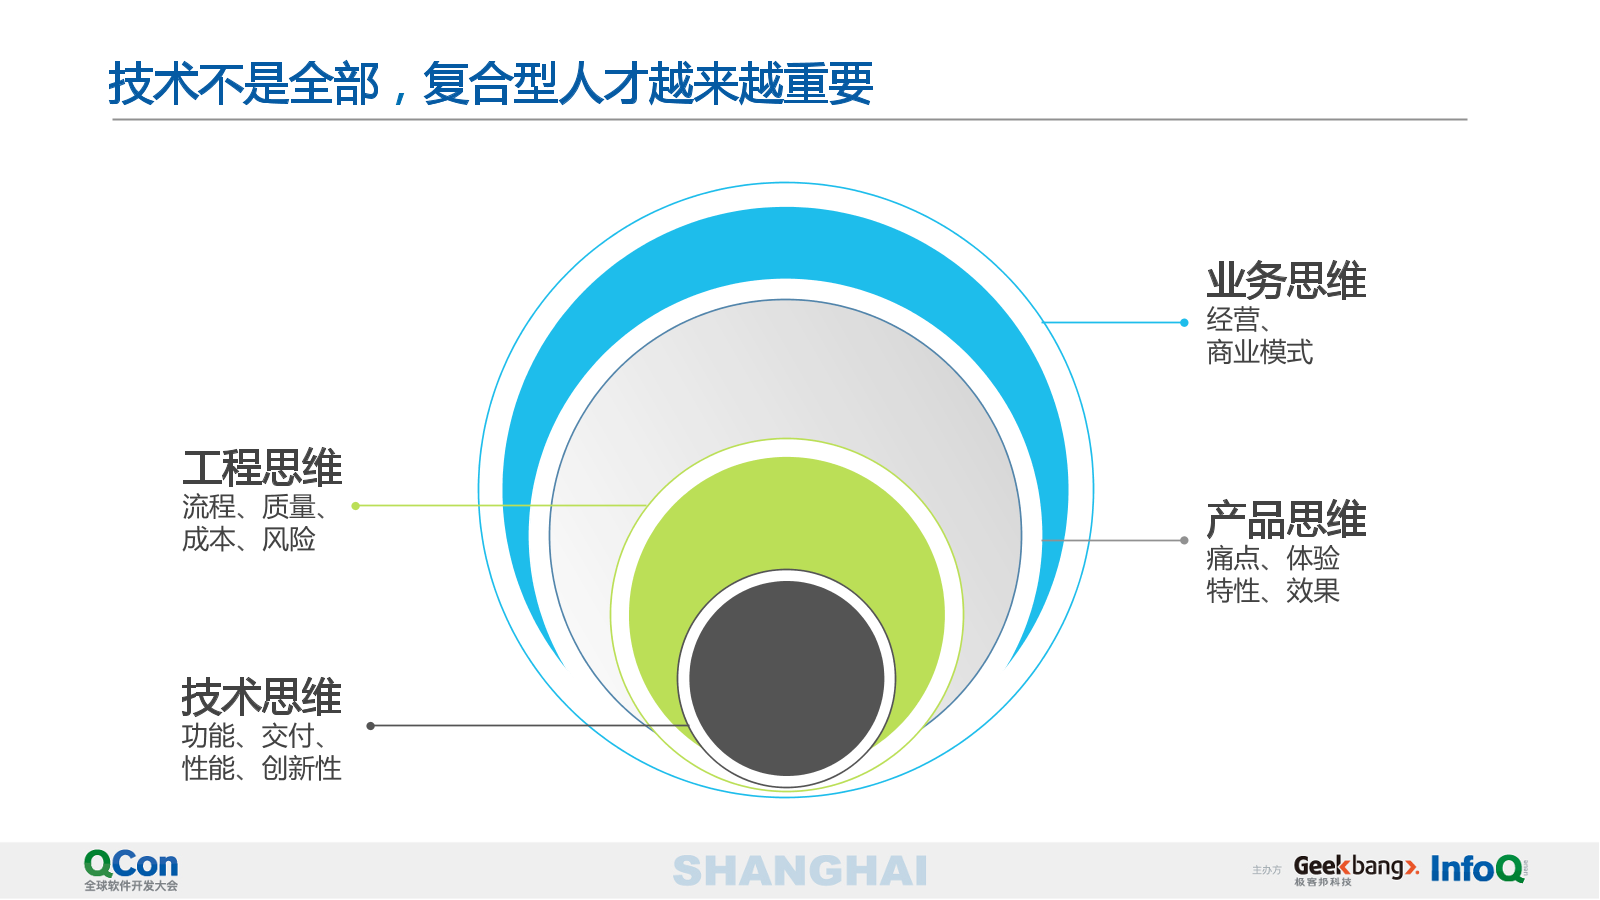 技术不是全部，复合型人才越来越重要
业务思维
经营、
商业模式
工程思维
流程、质量、
成本、风险
产品思维
痛点、体验
特性、效果
技术思维
功能、交付、
性能、创新性
QCon
全球软件开发大会
SHANGHAI
主办方
Geekbang>.
极客邦科技
InfoQ